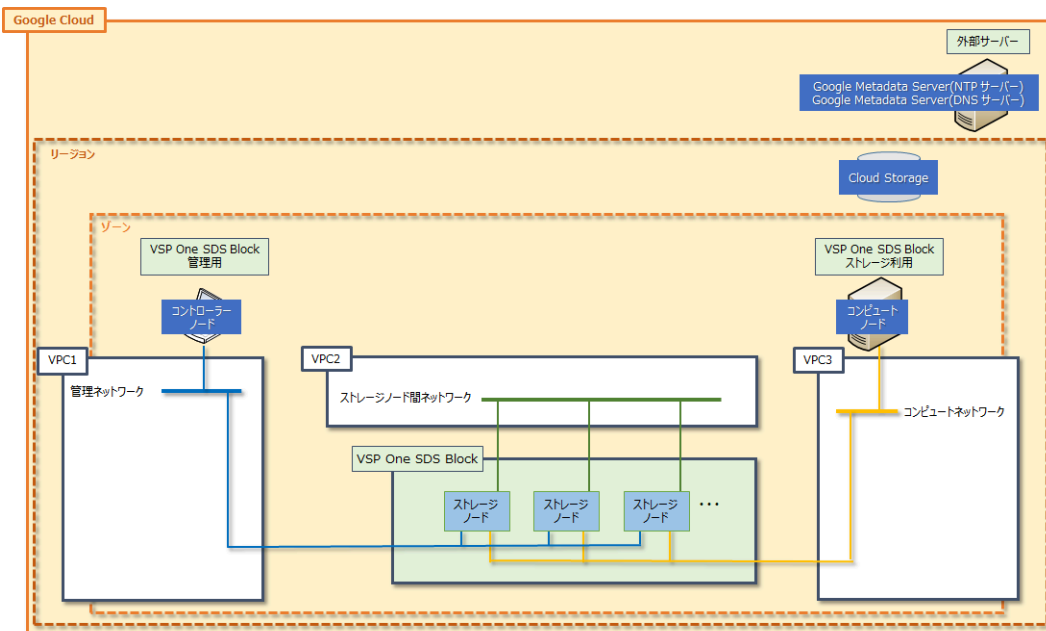 Google Cloud
外部サーバー
Google Metadata Server(NTP サーバー)
Google Metadata Server(DNS サーバー)
リージョン
Cloud Storage
ゾーン
VSP One SDS Block
管理用
VSP One SDS Block
ストレージ利用
コントローラー
ノード
コンピュート
ノード
VPC1
VPC2
VPC3
管理ネットワーク
ストレージノード間ネットワーク
コンピュートネットワーク
VSP One SDS Block
ストレージ
ノード
ストレージ
ノード
ストレージ
ノード
・・・